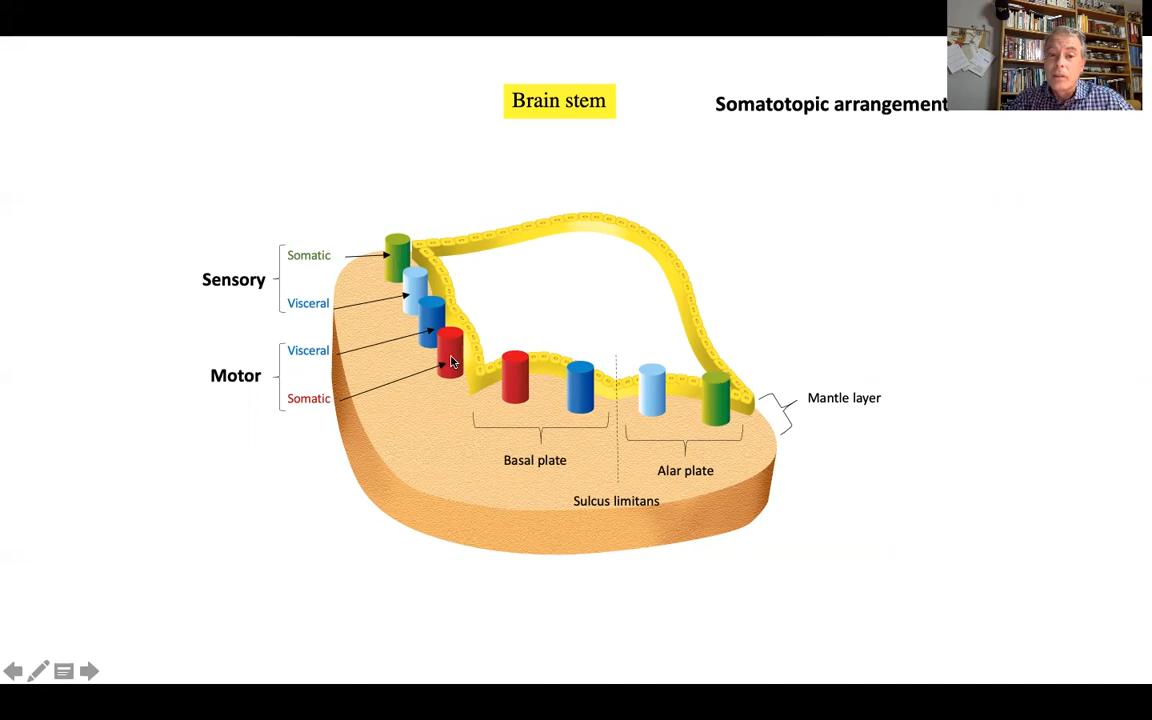 Brain stem
Somatotopic arrangement
Somatic
Sensory
Visceral
Visceral
Motor
Somatic
Mantle layer
Basal plate
Alar plate
Sulcus limitans